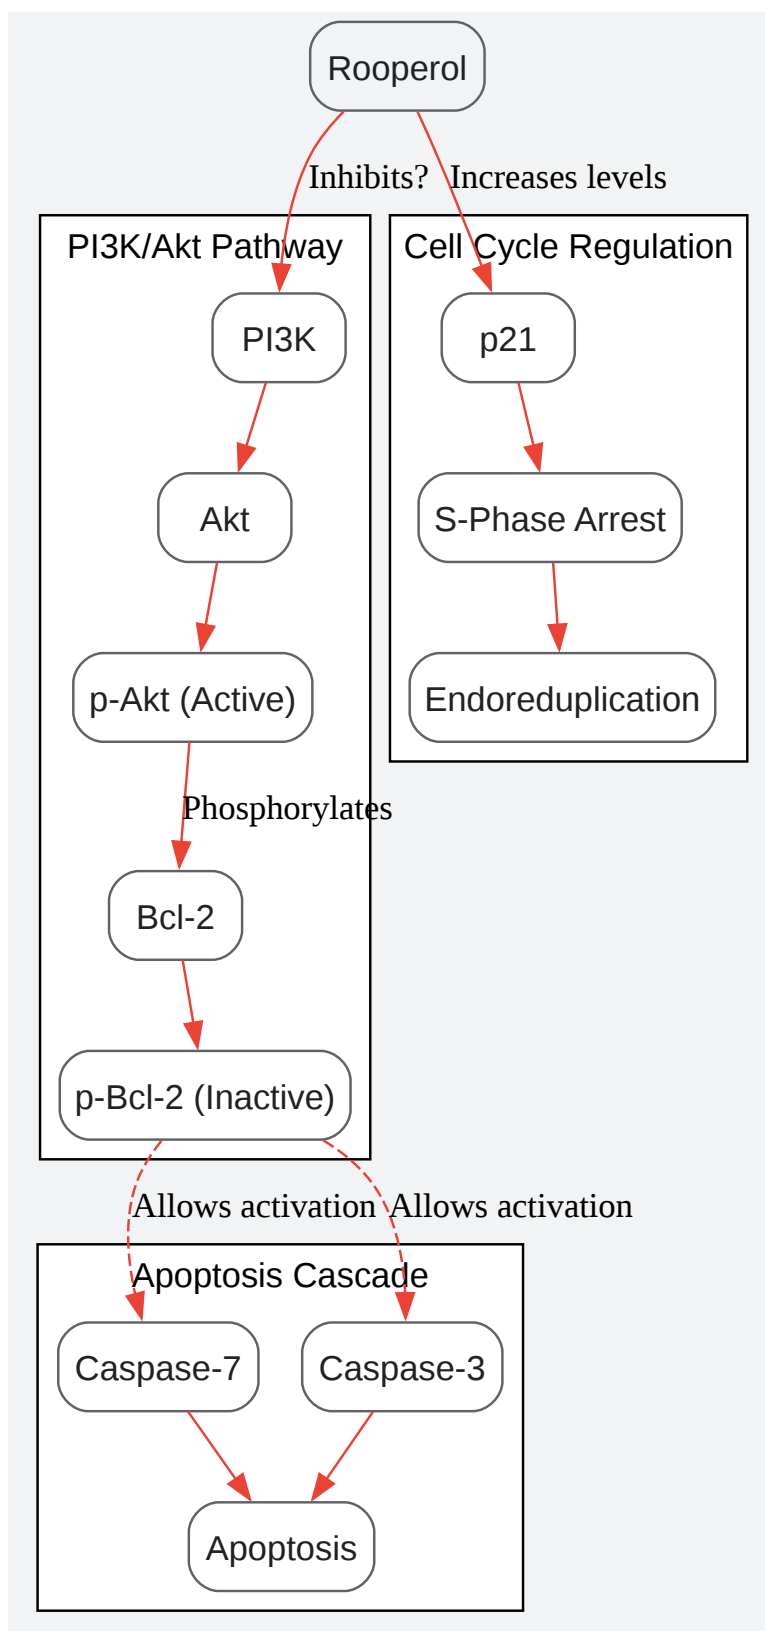 Rooperol
Inhibits?
Increases levels
PI3K/Akt Pathway
Cell Cycle Regulation
PI3K
p21
Akt
S-Phase Arrest
p-Akt (Active)
Endoreduplication
Phosphorylates
Bcl-2
p-Bcl-2 (Inactive)
Allows activation
Allows activation
Apoptosis Cascade
Caspase-7
Caspase-3
Apoptosis